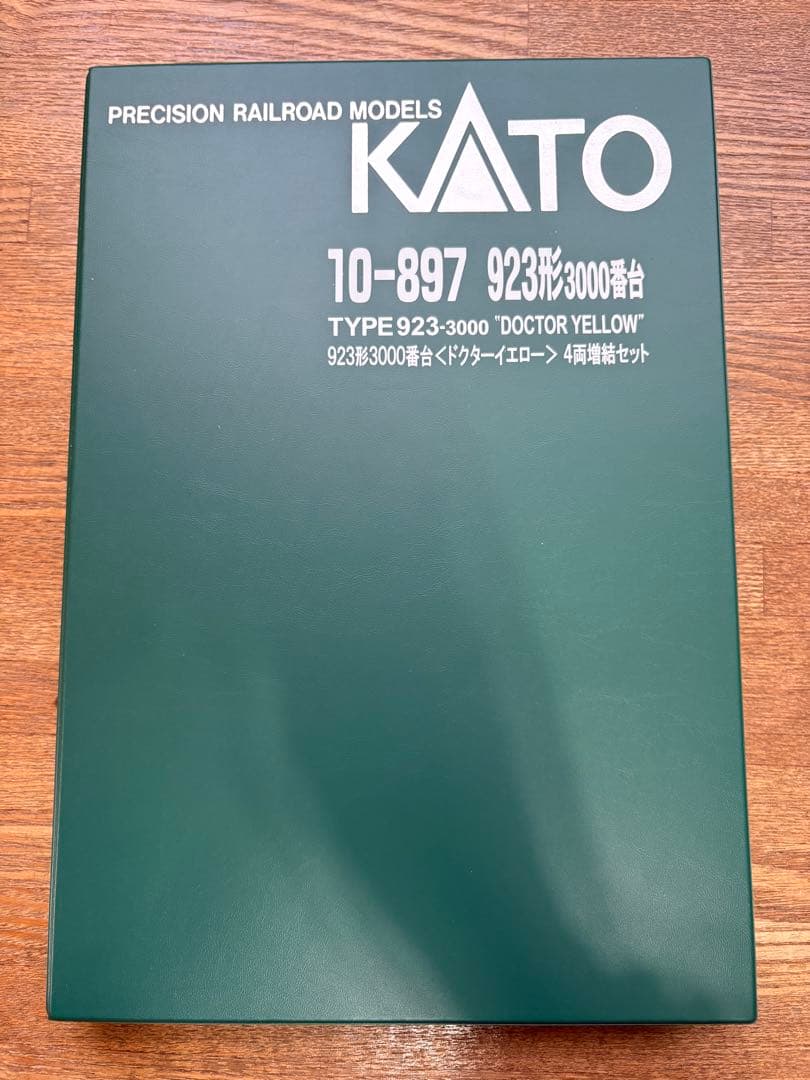 PRECISION RAILROAD MODELS
KATO
10-897 923形3000番台
TYPE 923-3000 "DOCTOR YELLOW"
923形3000番台<ドクターイエロー> 4両増結セット